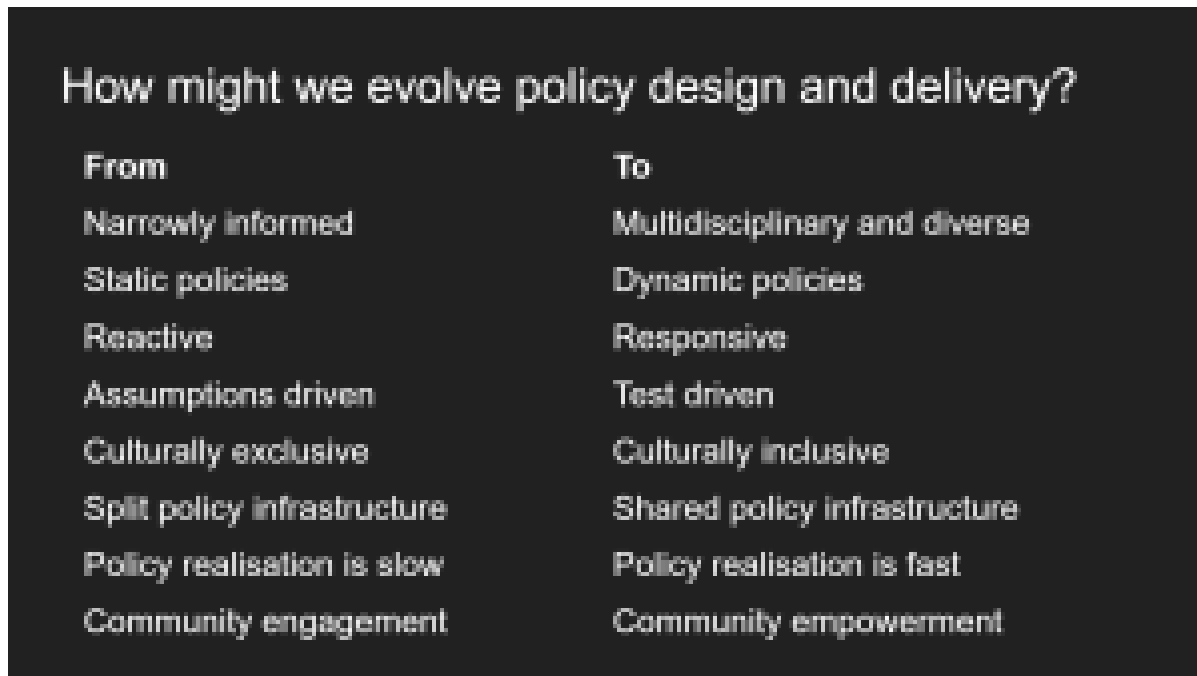 How might we evolve policy design and delivery?
From To
Narrowly informed Multidisciplinary and diverse
Static policies Dynamic policies
Reactive Responsive
Assumptions driven Test driven
Culturally exclusive Culturally inclusive
Split policy infrastructure Shared policy infrastructure
Policy realisation is slow Policy realisation is fast
Community engagement Community empowerment